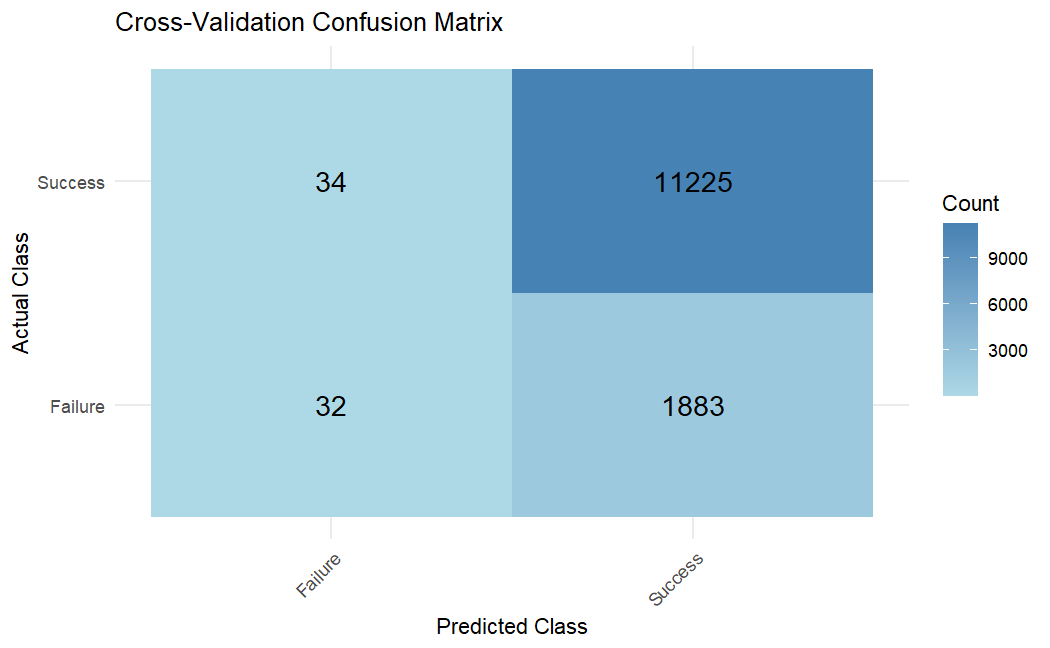 Cross-Validation Confusion Matrix
Actual Class
Success
Failure
34
11225
32
1883
Failure
Success
Predicted Class
Count
9000
6000
3000